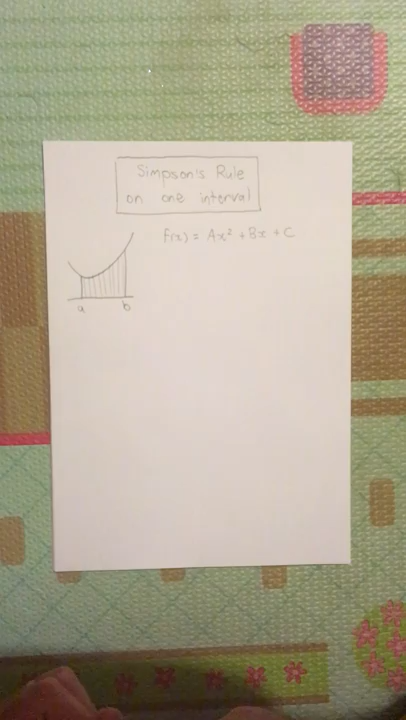 Simpson's Rule
on one interval
F(x) = Ax² + Bx + C
a b